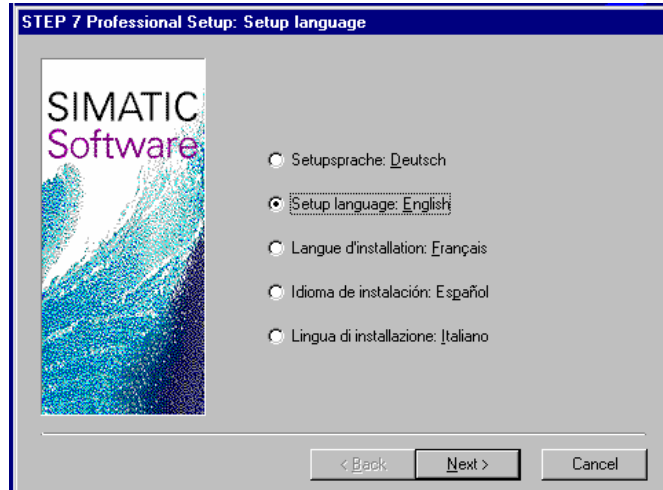 STEP 7 Professional Setup: Setup language
SIMATIC
Software
Setupsprache: Deutsch
Setup language: English
Langue d'installation: Français
Idioma de instalación: Español
Lingua di installazione: Italiano
< Back
Next >
Cancel